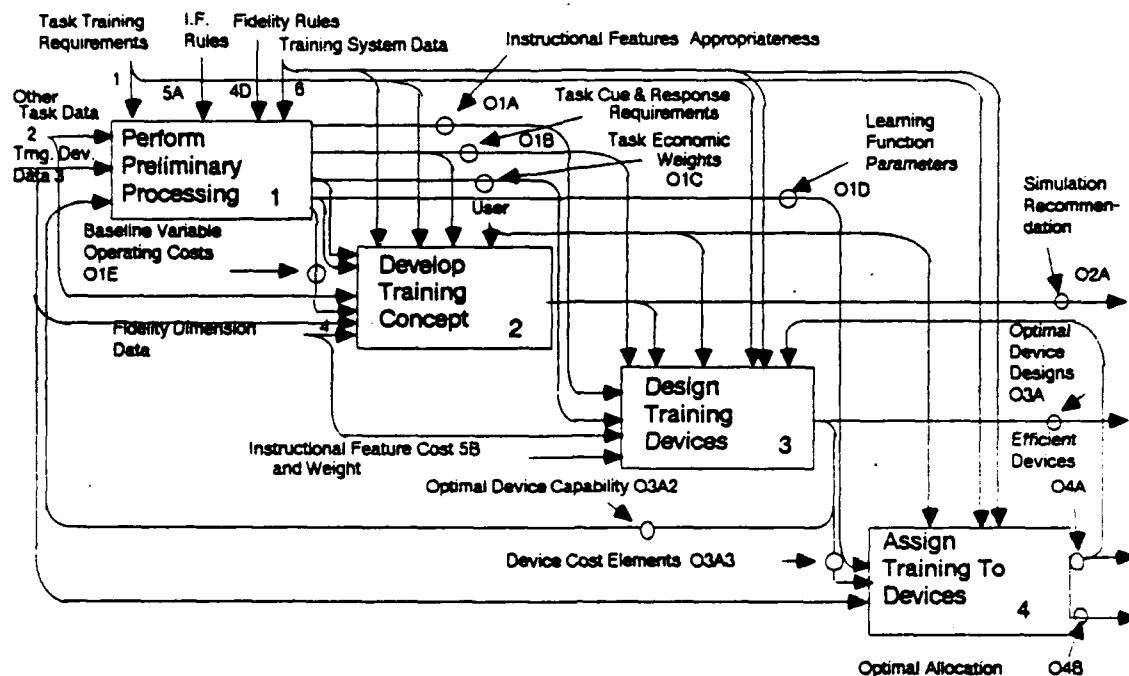 Task Training
Requirements
I.F.
Rules
Fidelity Rules
Training System Data
Instructional Features Appropriateness
1
5A
4D
6
Other
Task Data
2
Trng. Dev.
Data 3
O1A
Task Cue & Response
Requirements
O1B
Task Economic
Weights
O1C
Learning
Function
Parameters
O1D
Perform
Preliminary
Processing
1
User
Simulation
Recommen-
dation
O2A
Baseline Variable
Operating Costs
O1E
Develop
Training
Concept
2
4
Fidelity Dimension
Data
Optimal
Device
Designs
O3A
Design
Training
Devices
3
Instructional Feature Cost 5B
and Weight
Efficient
Devices
O4A
Optimal Device Capability O3A2
Device Cost Elements O3A3
Assign
Training To
Devices
4
Optimal Allocation
O4B